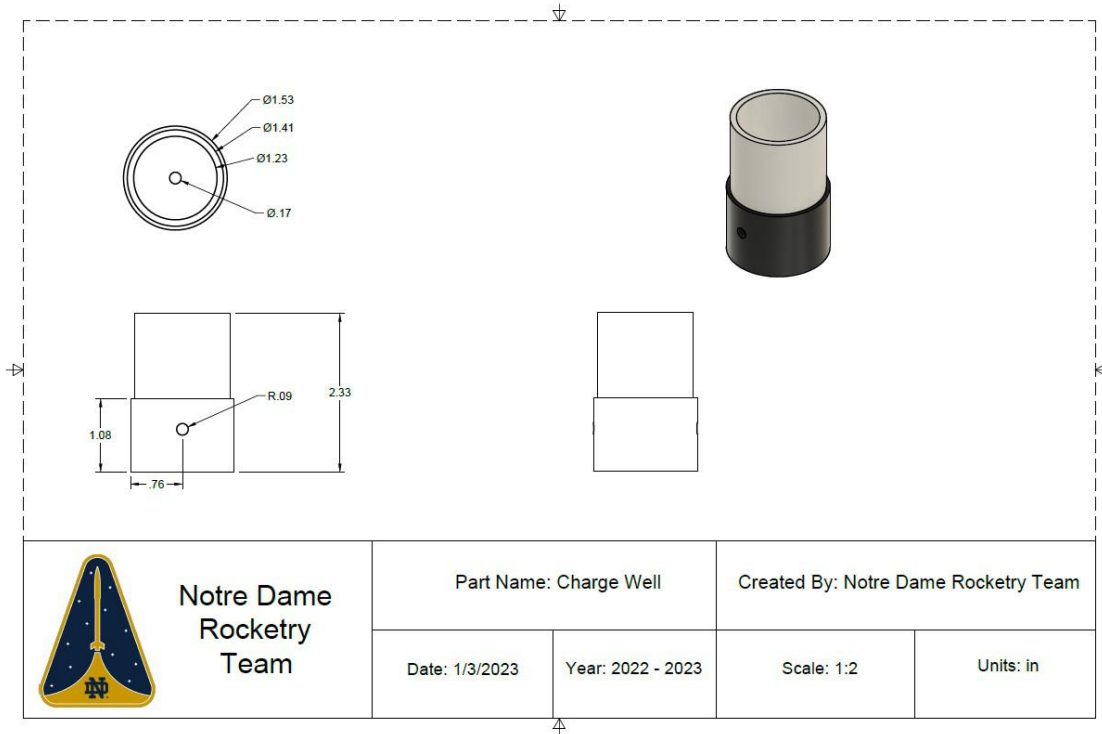 Ø1.53
Ø1.41
Ø1.23
Ø.17
2.33
R.09
1.08
.76
Notre Dame
Rocketry
Team
ND
Part Name: Charge Well
Created By: Notre Dame Rocketry Team
Date: 1/3/2023
Year: 2022 - 2023
Scale: 1:2
Units: in